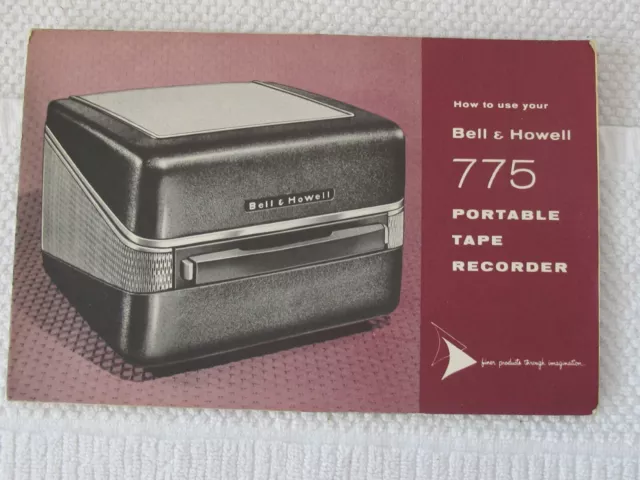 Bell & Howell
How to use your
Bell & Howell
775
PORTABLE
TAPE
RECORDER
finer products through imagination...